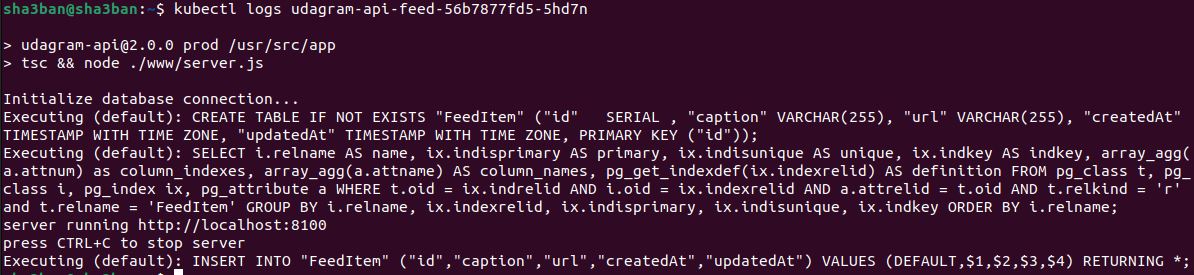 sha3ban@sha3ban:~$ kubectl logs udagram-api-feed-56b7877fd5-5hd7n
> udagram-api@2.0.0 prod /usr/src/app
> tsc && node ./www/server.js
Initialize database connection...
Executing (default): CREATE TABLE IF NOT EXISTS "FeedItem" ("id"   SERIAL , "caption" VARCHAR(255), "url" VARCHAR(255), "createdAt"
TIMESTAMP WITH TIME ZONE, "updatedAt" TIMESTAMP WITH TIME ZONE, PRIMARY KEY ("id"));
Executing (default): SELECT i.relname AS name, ix.indisprimary AS primary, ix.indisunique AS unique, ix.indkey AS indkey, array_agg(
a.attnum) as column_indexes, array_agg(a.attname) AS column_names, pg_get_indexdef(ix.indexrelid) AS definition FROM pg_class t, pg_
class i, pg_index ix, pg_attribute a WHERE t.oid = ix.indrelid AND i.oid = ix.indexrelid AND a.attrelid = t.oid AND t.relkind = 'r'
and t.relname = 'FeedItem' GROUP BY i.relname, ix.indexrelid, ix.indisprimary, ix.indisunique, ix.indkey ORDER BY i.relname;
server running http://localhost:8100
press CTRL+C to stop server
Executing (default): INSERT INTO "FeedItem" ("id","caption","url","createdAt","updatedAt") VALUES (DEFAULT,$1,$2,$3,$4) RETURNING *;